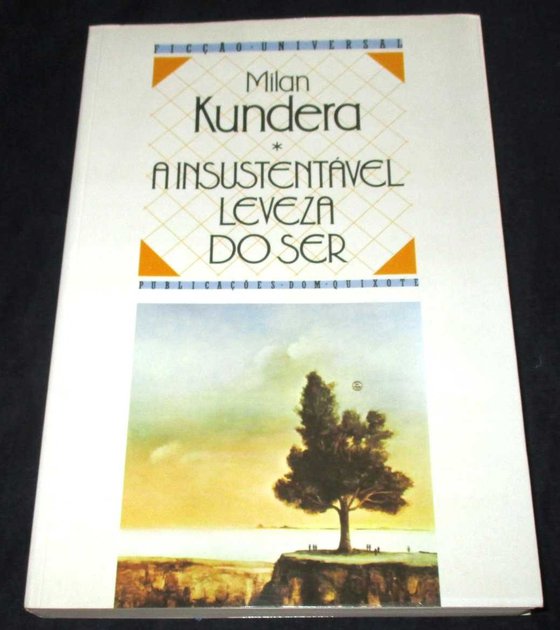 FICÇÃO · UNIVERSAL
Milan
Kundera
*
A INSUSTENTÁVEL
LEVEZA
DO SER
PUBLICAÇÕES · DOM · QUIXOTE